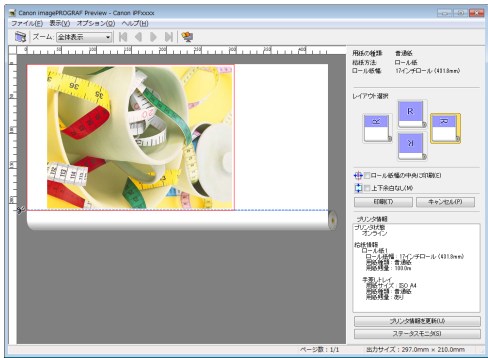 Canon imagePROGRAF Preview - Canon iPFxxxx
ファイル(F) 表示(V) オプション(O) ヘルプ(H)
ズーム: 全体表示
0 50 100 150 200 250 300 350 400
用紙の種類: 普通紙
給紙方法: ロール紙
ロール紙幅: 17インチロール (431.8mm)
レイアウト選択
R
R
R
R
ロール紙幅の中央に印刷(E)
上下余白なし(M)
印刷(T) キャンセル(P)
プリンタ情報
プリンタ状態
オンライン
給紙情報
ロール紙1
ロール紙幅 : 17インチロール (431.8mm)
用紙種類 : 普通紙
用紙残量 : 100.0m
手差しトレイ
用紙サイズ : ISO A4
用紙種類 : 普通紙
用紙残量 : あり
プリンタ情報を更新(U)
ステータスモニタ(S)
ページ数 : 1/1 出力サイズ : 297.0mm × 210.0mm